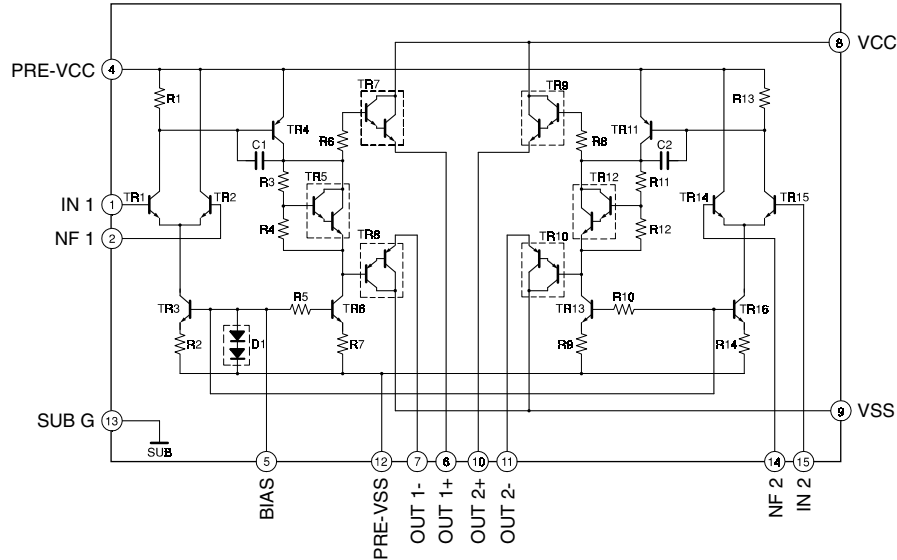 8 VCC
PRE-VCC 4
TR7
TR9
R1
R13
TR4
R6
R8
TR11
C1
C2
R3
TR5
TR12
R11
IN 1 1
TR1
TR2
TR14
TR15
R4
R12
NF 1 2
TR8
TR10
TR3
R5
TR6
TR13
R10
TR16
R2
D1
R7
R9
R14
9 VSS
SUB G 13
SUB
5
12
7
6
10
11
14
15
BIAS
PRE-VSS
OUT 1-
OUT 1+
OUT 2+
OUT 2-
NF 2
IN 2